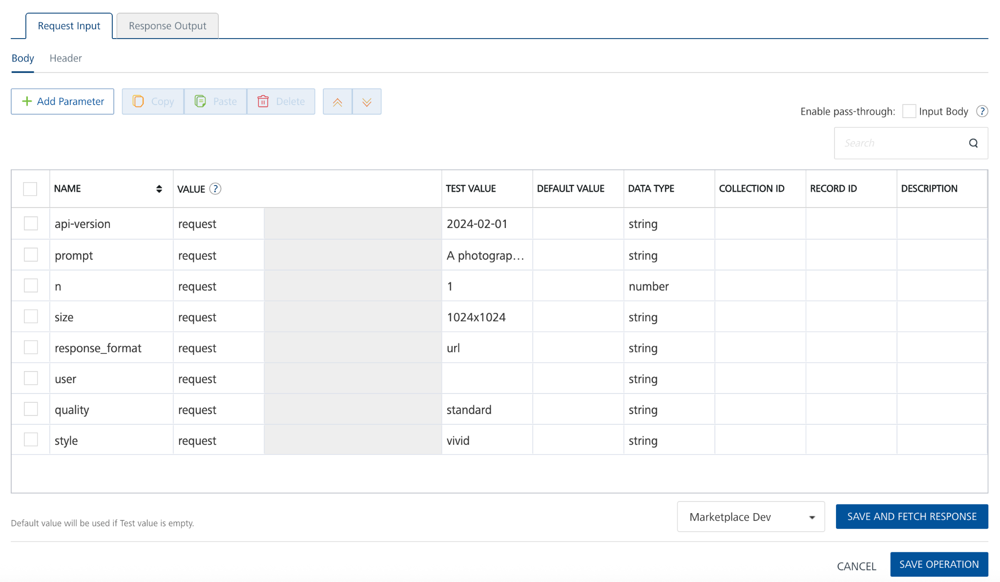 Request Input Response Output
Body Header
Add Parameter Copy Paste Delete
Enable pass-through: Input Body ?
Search
NAME VALUE ? TEST VALUE DEFAULT VALUE DATA TYPE COLLECTION ID RECORD ID DESCRIPTION
api-version request 2024-02-01 string
prompt request A photograp... string
n request 1 number
size request 1024x1024 string
response_format request url string
user request string
quality request standard string
style request vivid string
Default value will be used if Test value is empty.
Marketplace Dev SAVE AND FETCH RESPONSE
CANCEL SAVE OPERATION